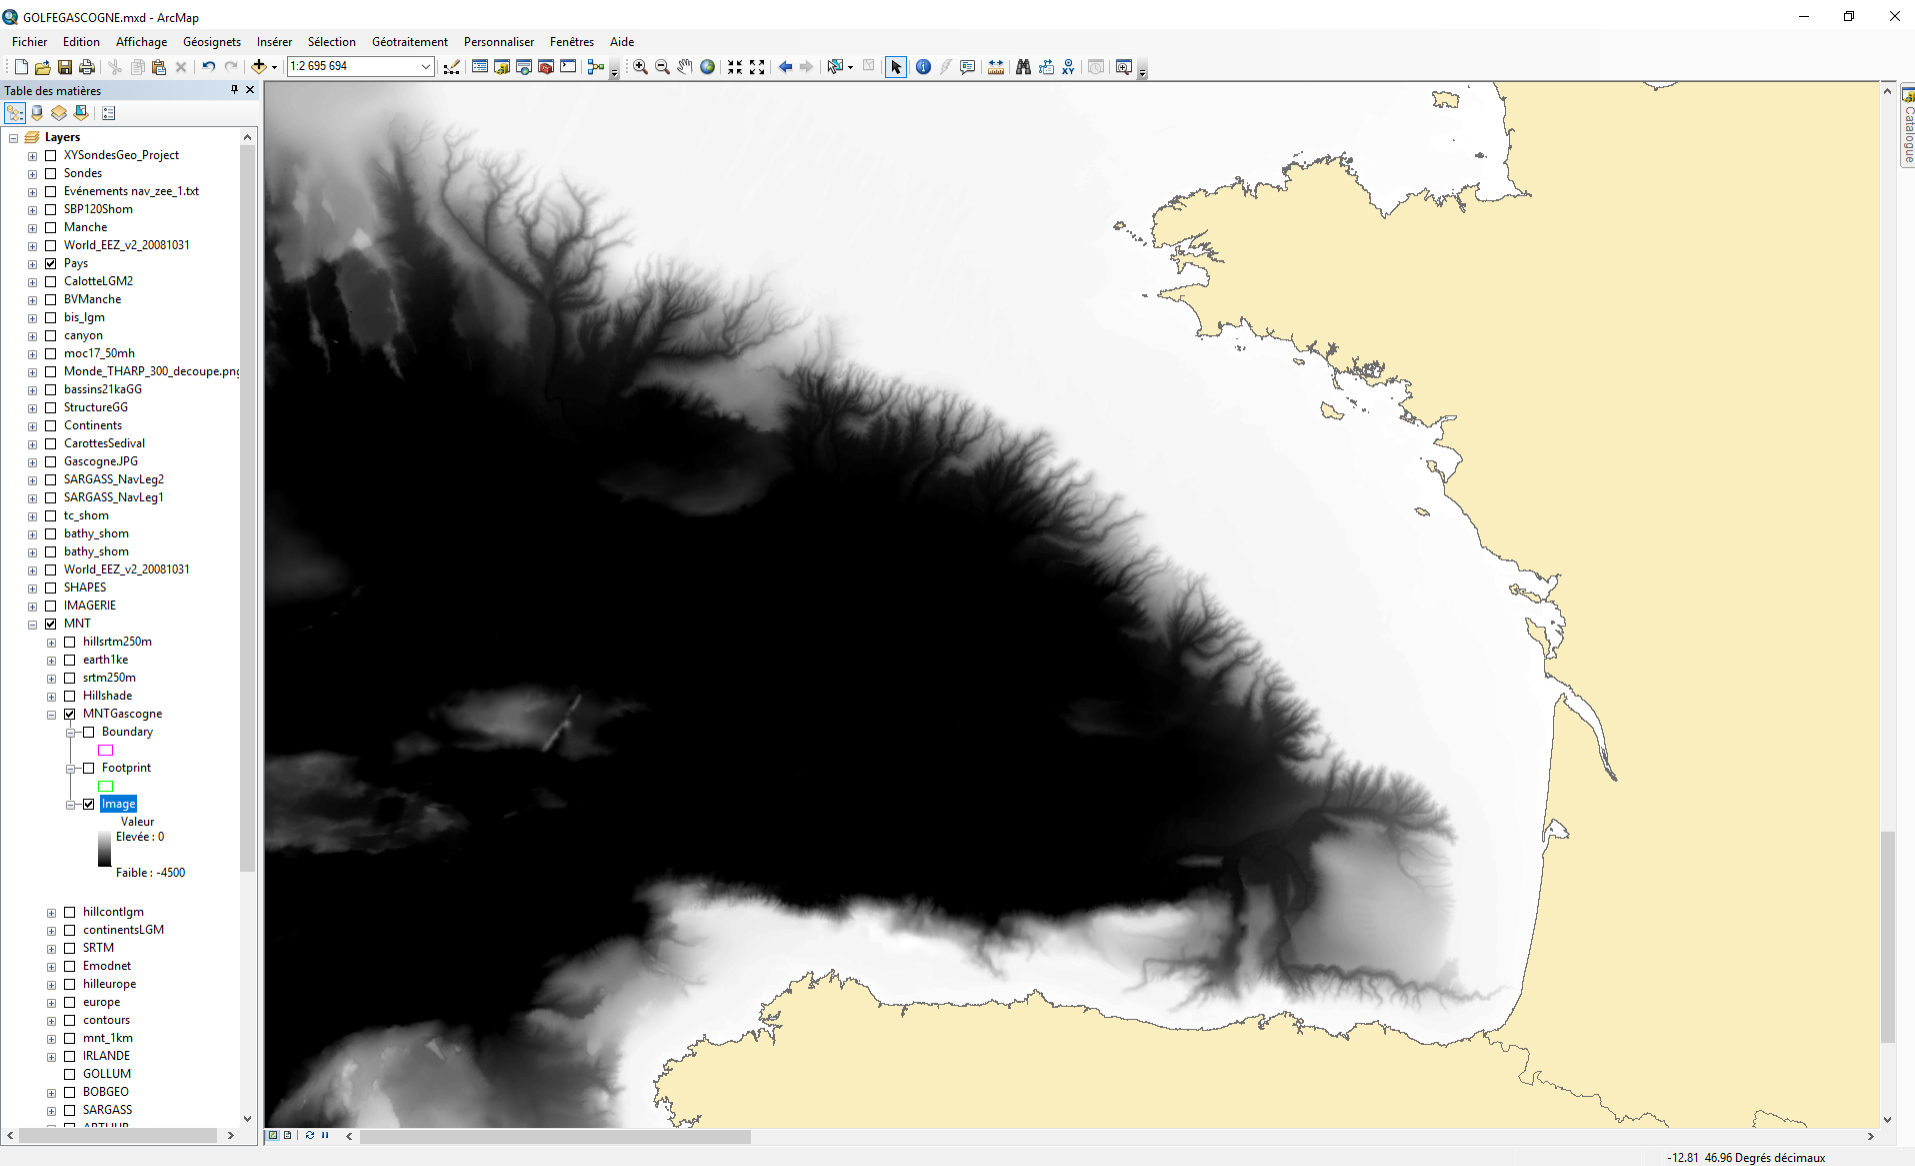 GOLFEGASCOGNE.mxd - ArcMap
Fichier Edition Affichage Géosignets Insérer Sélection Géotraitement Personnaliser Fenêtres Aide
1:2 695 694
Table des matières
Catalogue
Layers
XYSondesGeo_Project
Sondes
Evénements nav_zee_1.txt
SBP120Shom
Manche
World_EEZ_v2_20081031
Pays
CalotteLGM2
BVManche
bis_lgm
canyon
moc17_50mh
Monde_THARP_300_decoupe.png
bassins21kaGG
StructureGG
Continents
CarottesSedival
Gascogne.JPG
SARGASS_NavLeg2
SARGASS_NavLeg1
tc_shom
bathy_shom
bathy_shom
World_EEZ_v2_20081031
SHAPES
IMAGERIE
MNT
hillsrtm250m
earth1ke
srtm250m
Hillshade
MNTGascogne
Boundary
Footprint
Image
Valeur
Elevée : 0
Faible : -4500
hillcontlgm
continentsLGM
SRTM
Emodnet
hilleurope
europe
contours
mnt_1km
IRLANDE
GOLLUM
BOBGEO
SARGASS
-12.81 46.96 Degrés décimaux